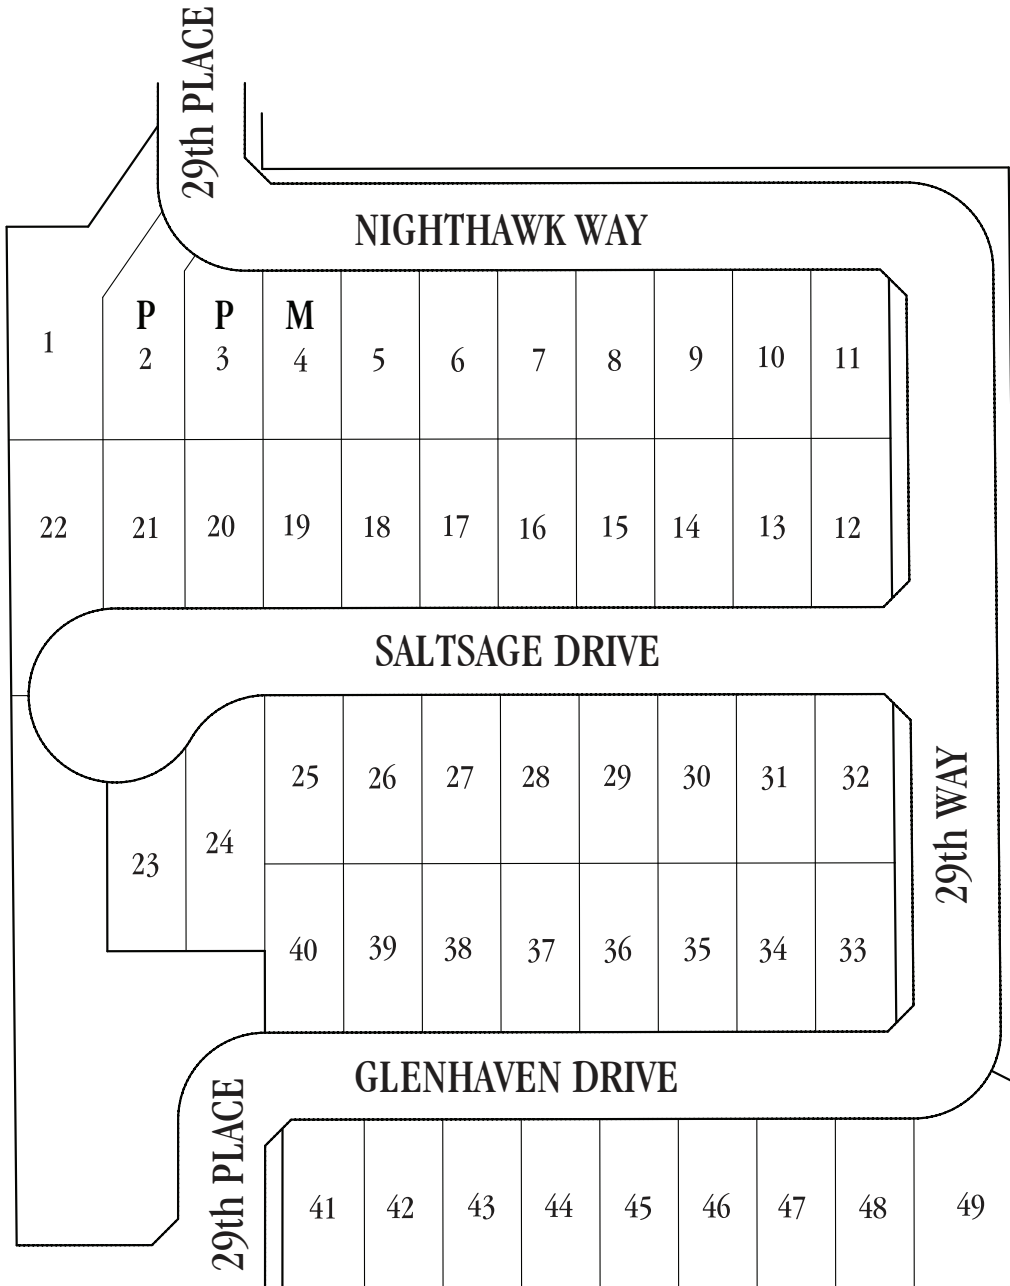 29th PLACE
NIGHTHAWK WAY
P P M
1 2 3 4 5 6 7 8 9 10 11
22 21 20 19 18 17 16 15 14 13 12
SALTSAGE DRIVE
25 26 27 28 29 30 31 32
23 24
29th WAY
40 39 38 37 36 35 34 33
GLENHAVEN DRIVE
29th PLACE
41 42 43 44 45 46 47 48 49